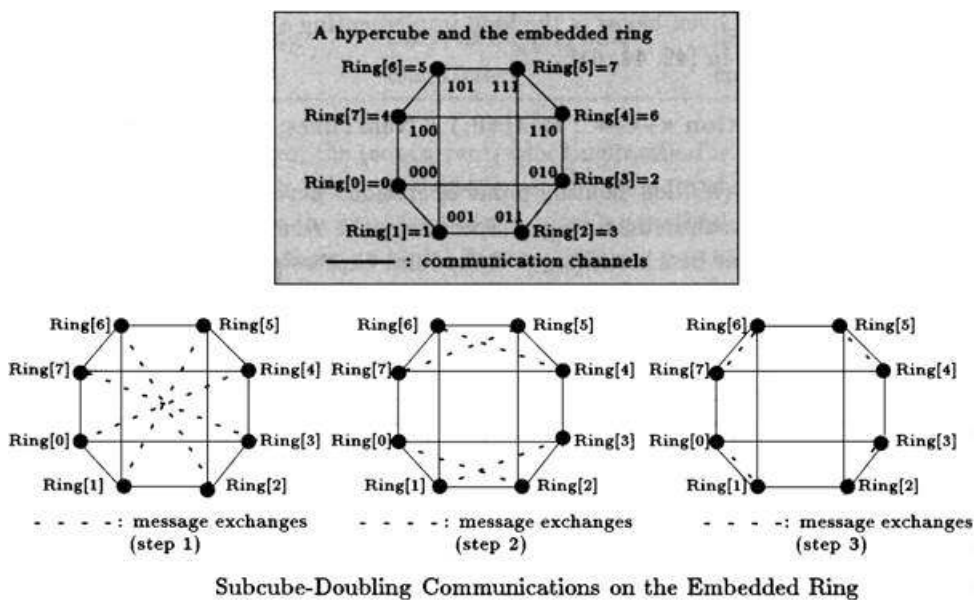 A hypercube and the embedded ring
Ring[6]=5
Ring[5]=7
101 111
Ring[7]=4
Ring[4]=6
100 110
000 010
Ring[0]=0
Ring[3]=2
001 011
Ring[1]=1
Ring[2]=3
: communication channels
Ring[6]
Ring[5]
Ring[7]
Ring[4]
Ring[0]
Ring[3]
Ring[1]
Ring[2]
: message exchanges
(step 1)
Ring[6]
Ring[5]
Ring[7]
Ring[4]
Ring[0]
Ring[3]
Ring[1]
Ring[2]
: message exchanges
(step 2)
Ring[6]
Ring[5]
Ring[7]
Ring[4]
Ring[0]
Ring[3]
Ring[1]
Ring[2]
: message exchanges
(step 3)
Subcube-Doubling Communications on the Embedded Ring